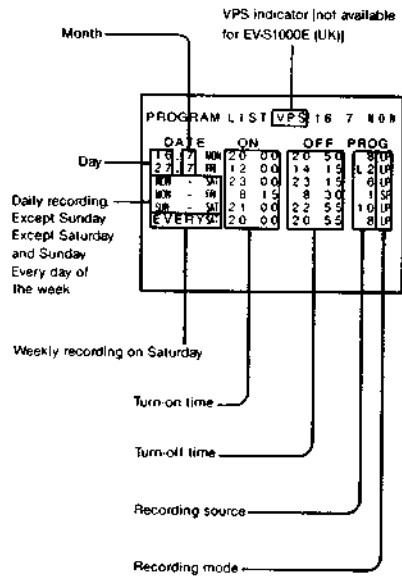 VPS indicator [not available
for EV-S1000E (UK)]
Month
PROGRAM LIST VPS 16 7 MON
DATE ON OFF PROG
Day
16 . 7 MON 20 00 20 50 8 LP
27 . 7 FRI 12 00 14 15 L2 LP
MON - SAT 23 00 23 15 6 LP
MON - FRI 8 15 8 30 1 SP
SUN - SAT 21 00 22 55 10 LP
EVERY SAT 20 00 20 55 8 LP
Daily recording
Except Sunday
Except Saturday
and Sunday
Every day of
the week
Weekly recording on Saturday
Turn-on time
Turn-off time
Recording source
Recording mode